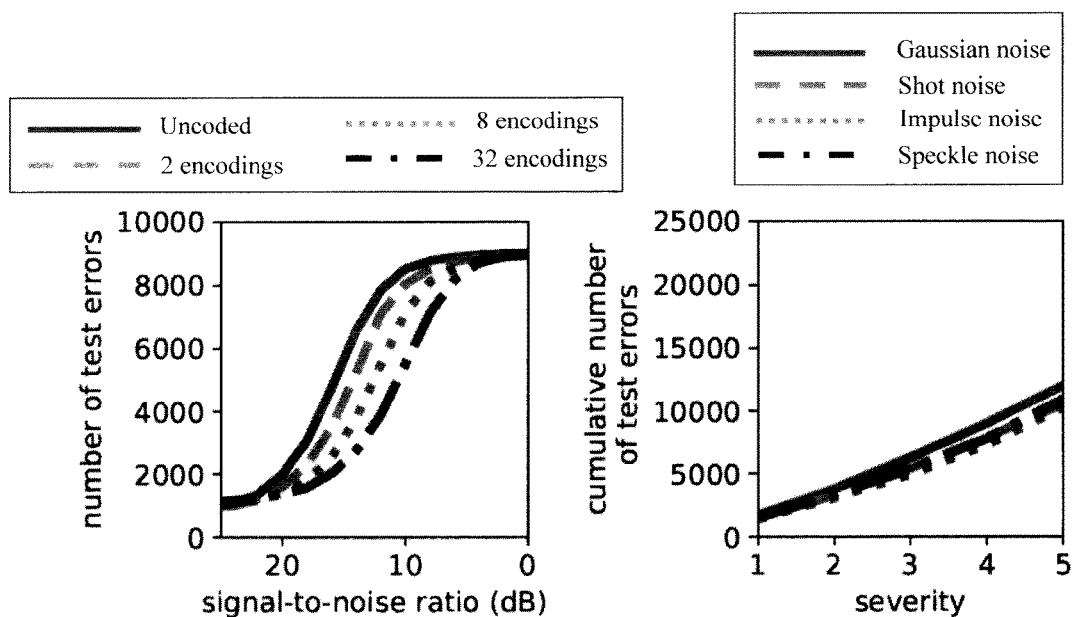 Uncoded
2 encodings
8 encodings
32 encodings
Gaussian noise
Shot noise
Impulse noise
Speckle noise
number of test errors
10000
8000
6000
4000
2000
0
20
10
0
signal-to-noise ratio (dB)
cumulative number
of test errors
25000
20000
15000
10000
5000
0
1
2
3
4
5
severity